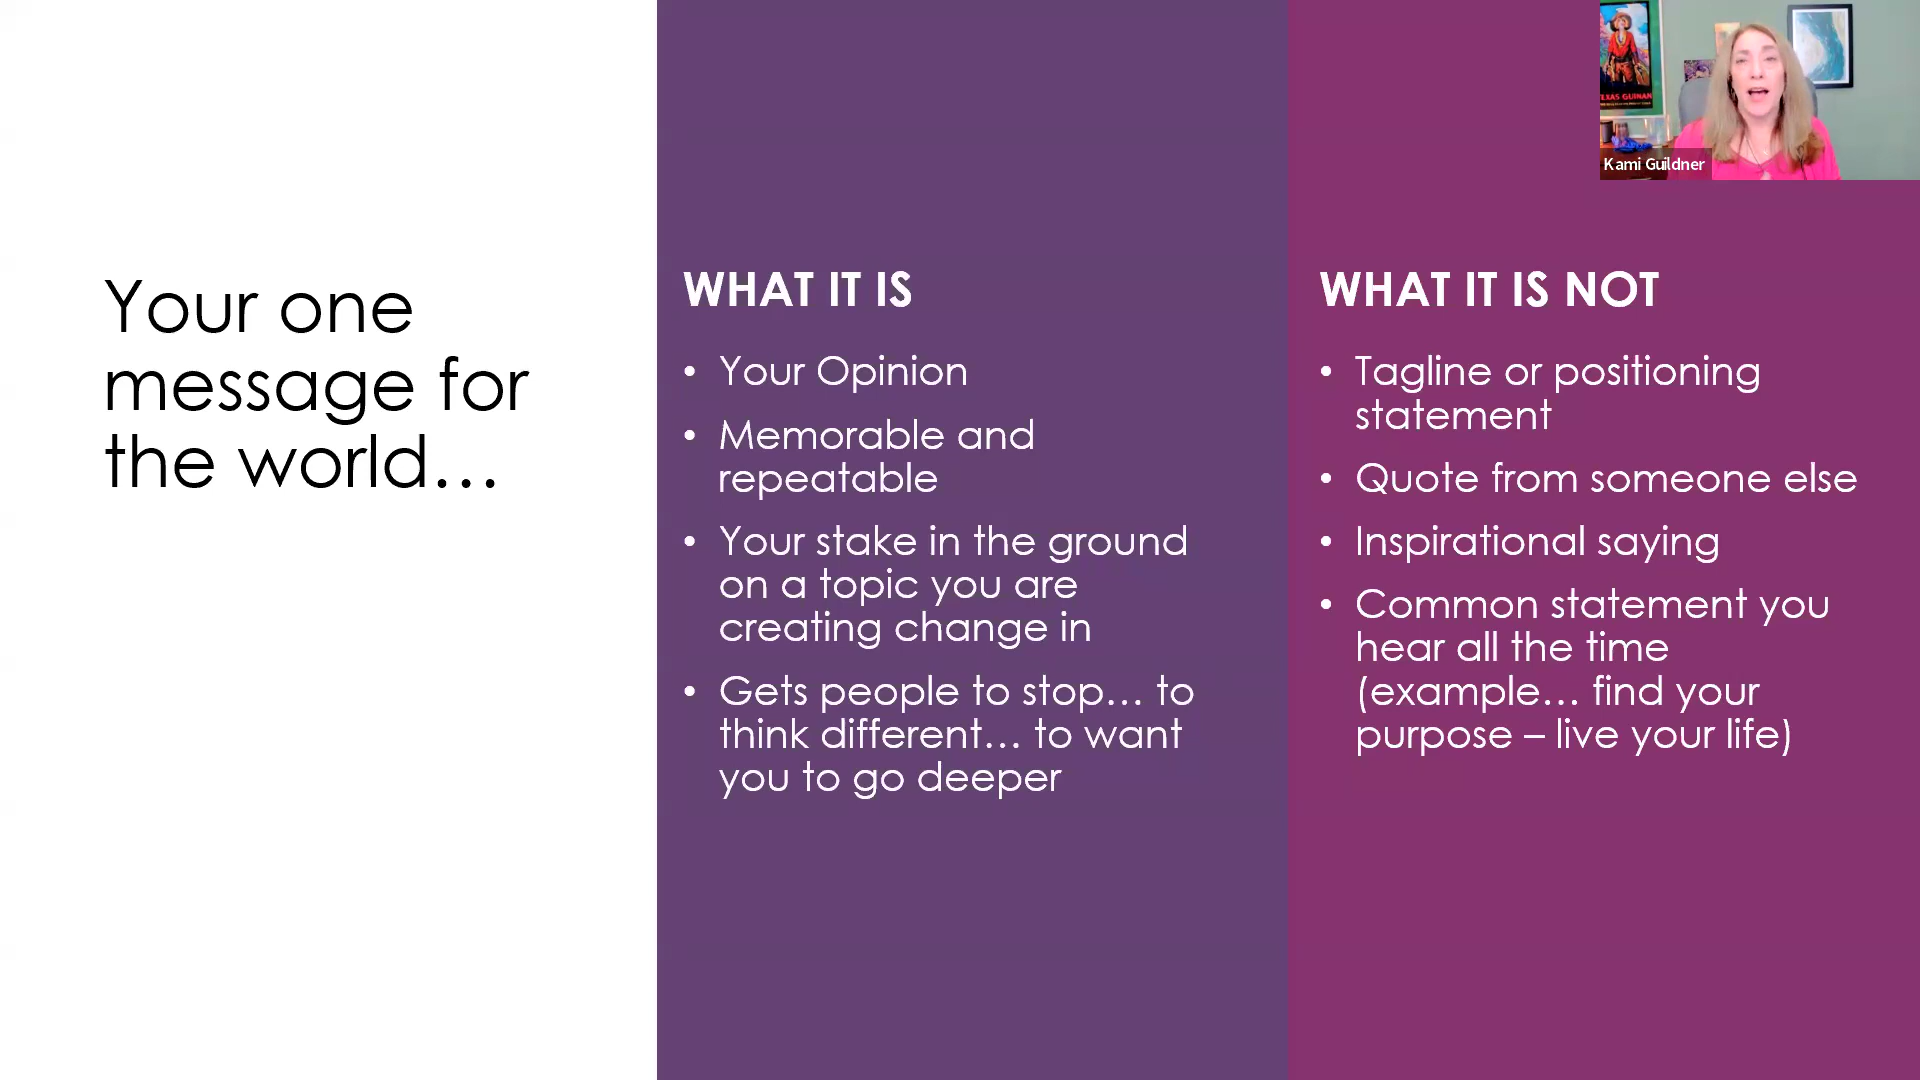 Your one
message for
the world…
WHAT IT IS
• Your Opinion
• Memorable and
repeatable
• Your stake in the ground
on a topic you are
creating change in
• Gets people to stop… to
think different… to want
you to go deeper
WHAT IT IS NOT
• Tagline or positioning
statement
• Quote from someone else
• Inspirational saying
• Common statement you
hear all the time
(example… find your
purpose – live your life)
TEXAS GUINAN
Kami Guildner